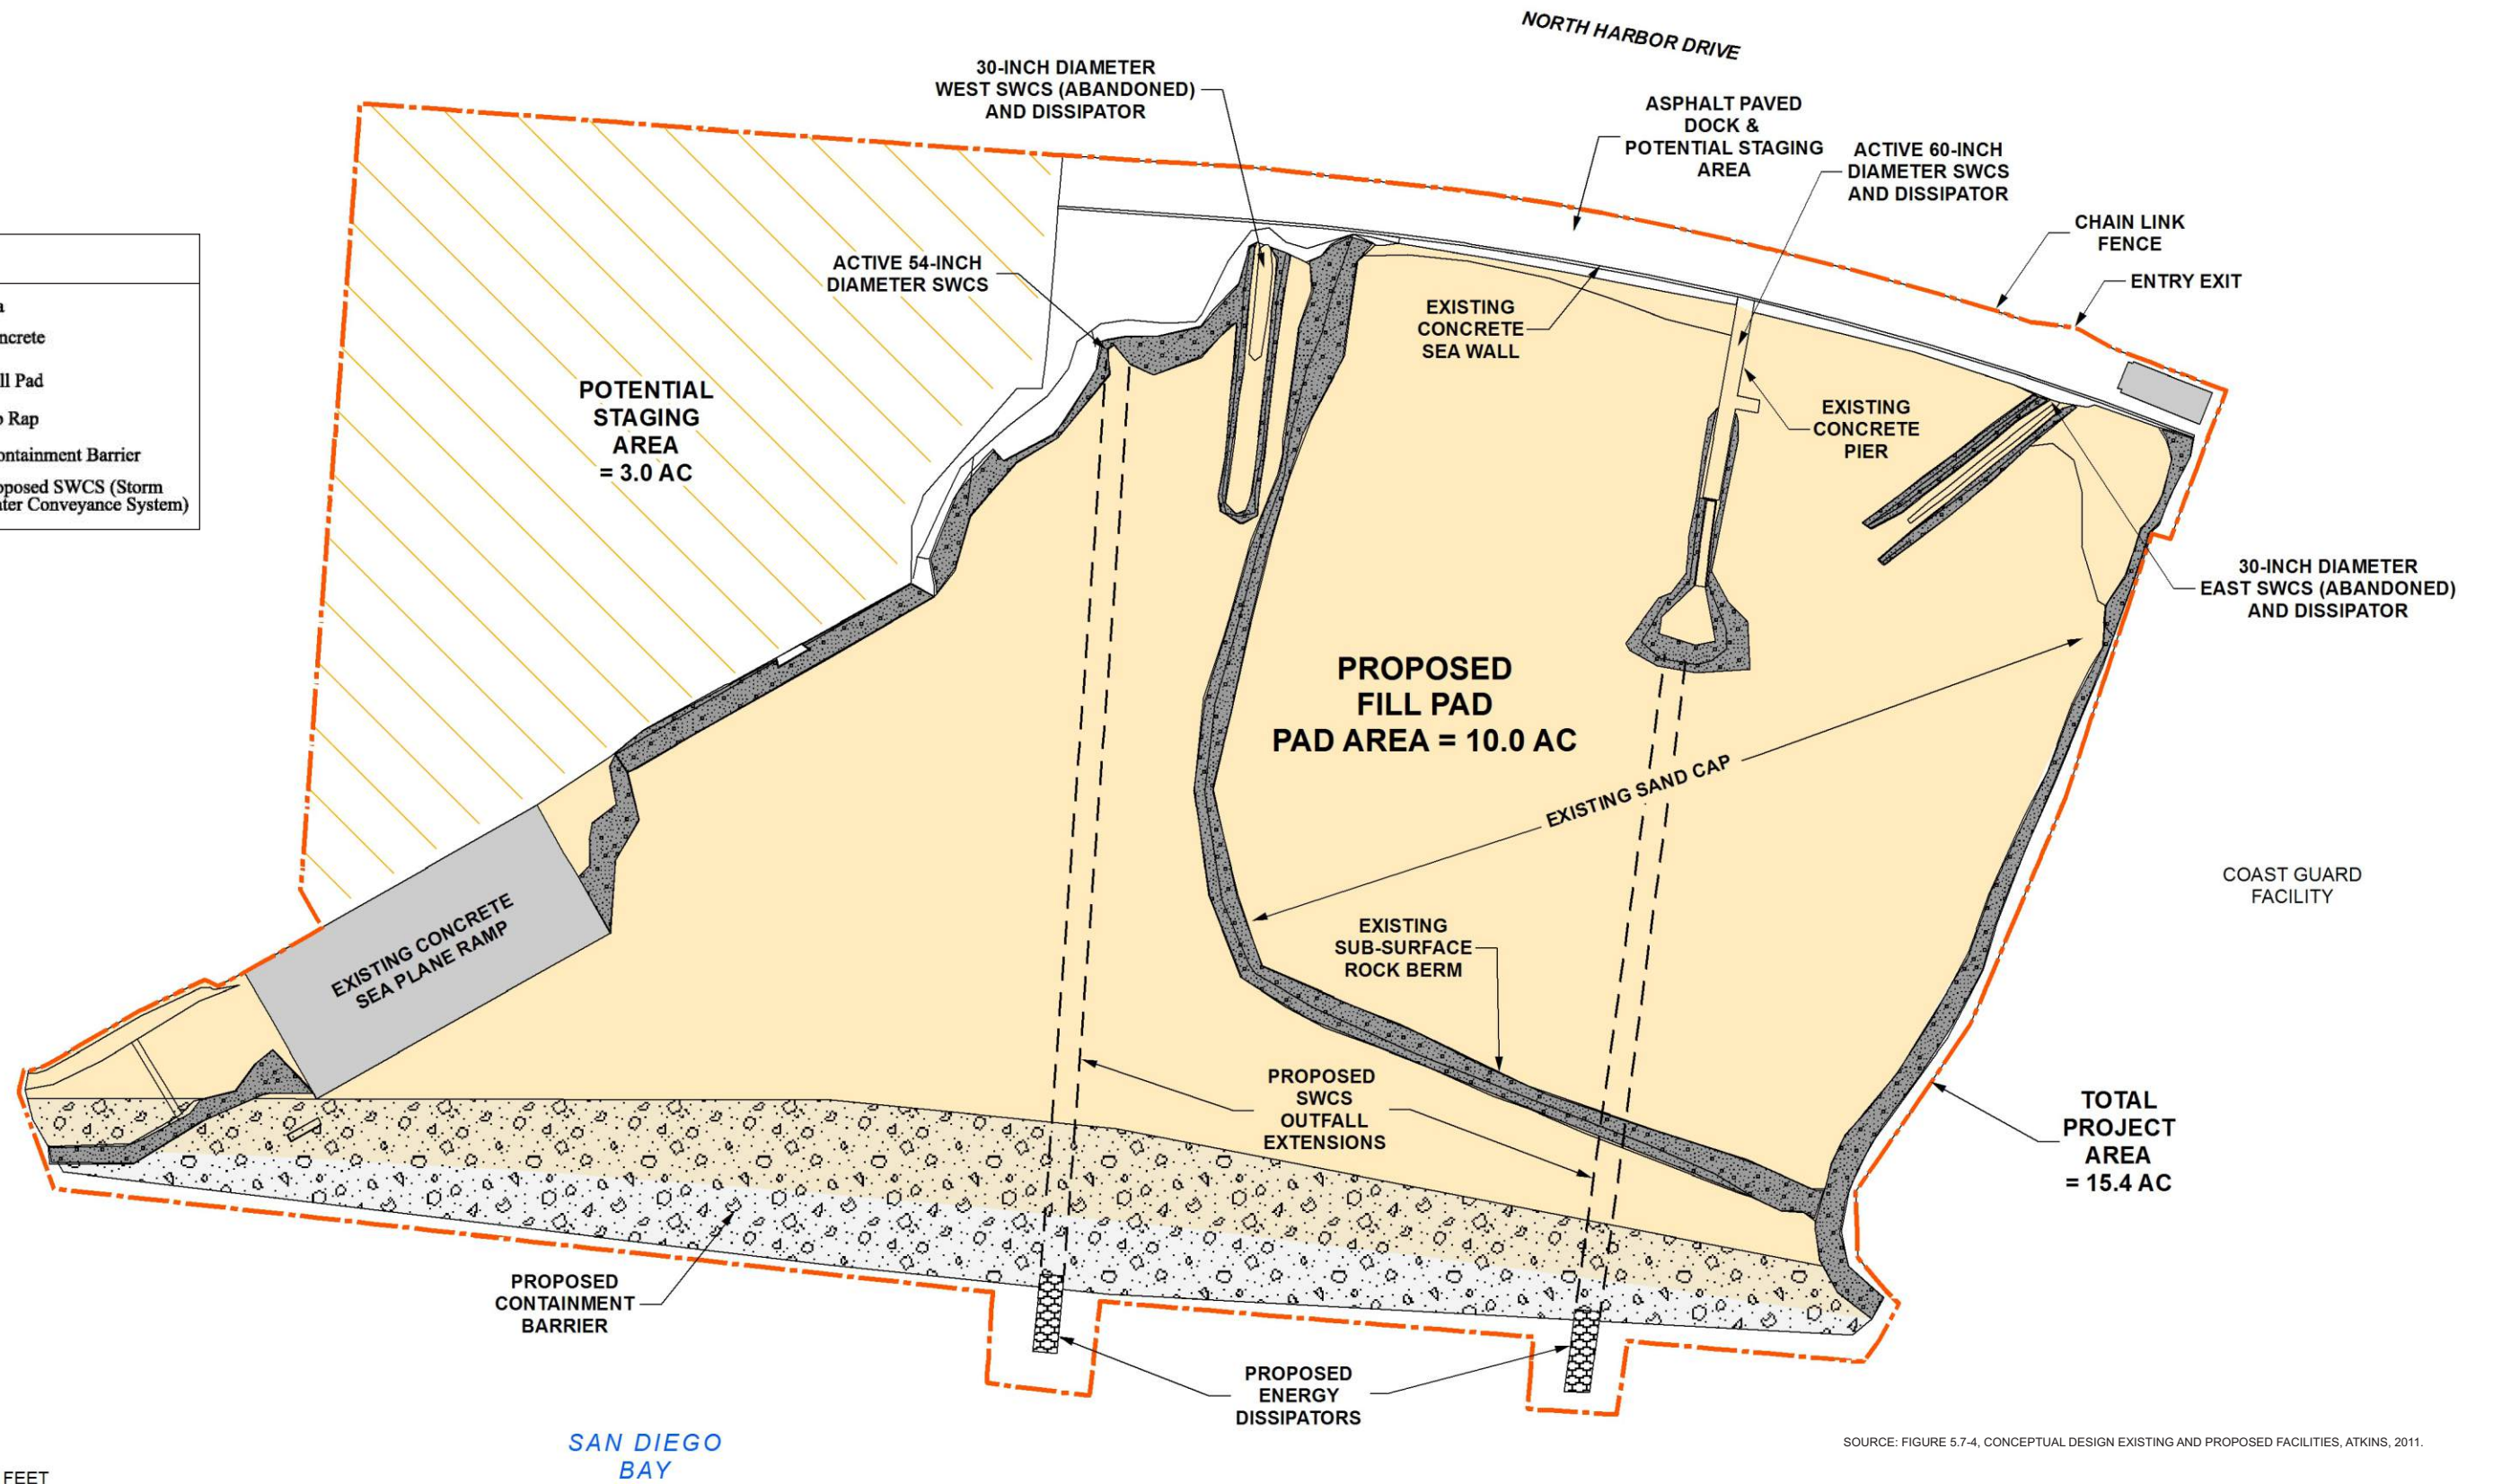 NORTH HARBOR DRIVE
30-INCH DIAMETER
WEST SWCS (ABANDONED)
AND DISSIPATOR
ASPHALT PAVED
DOCK &
POTENTIAL STAGING
AREA
ACTIVE 60-INCH
DIAMETER SWCS
AND DISSIPATOR
CHAIN LINK
FENCE
ENTRY EXIT
ACTIVE 54-INCH
DIAMETER SWCS
EXISTING
CONCRETE
SEA WALL
POTENTIAL
STAGING
AREA
= 3.0 AC
EXISTING
CONCRETE
PIER
a
ncrete
ll Pad
p Rap
ontainment Barrier
oposed SWCS (Storm
ater Conveyance System)
30-INCH DIAMETER
EAST SWCS (ABANDONED)
AND DISSIPATOR
PROPOSED
FILL PAD
PAD AREA = 10.0 AC
EXISTING SAND CAP
COAST GUARD
FACILITY
EXISTING CONCRETE
SEA PLANE RAMP
EXISTING
SUB-SURFACE
ROCK BERM
PROPOSED
SWCS
OUTFALL
EXTENSIONS
TOTAL
PROJECT
AREA
= 15.4 AC
PROPOSED
CONTAINMENT
BARRIER
PROPOSED
ENERGY
DISSIPATORS
SAN DIEGO
BAY
SOURCE: FIGURE 5.7-4, CONCEPTUAL DESIGN EXISTING AND PROPOSED FACILITIES, ATKINS, 2011.
FEET